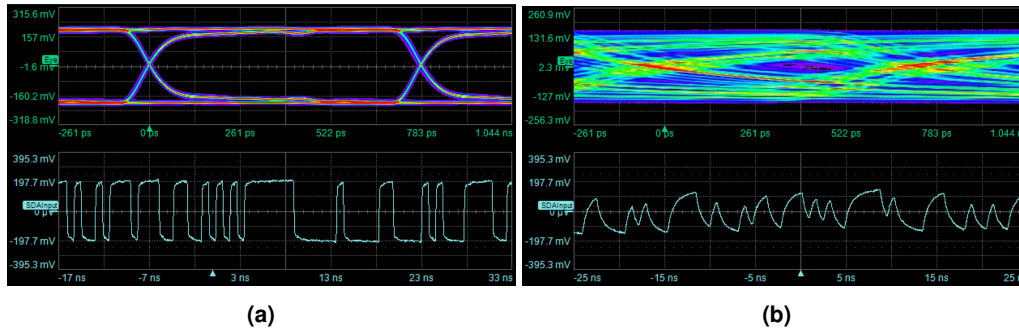 315.6 mV
157 mV
Eye
-1.6 mV
-160.2 mV
-318.8 mV
-261 ps 0 ps 261 ps 522 ps 783 ps 1.044 ns
395.3 mV
197.7 mV
SDAInput
0 µV
-197.7 mV
-395.3 mV
-17 ns -7 ns 3 ns 13 ns 23 ns 33 ns
(a)
260.9 mV
131.6 mV
Eye
2.3 mV
-127 mV
-256.3 mV
-261 ps 0 ps 261 ps 522 ps 783 ps 1.044 n
395.3 mV
197.7 mV
SDAInput
0 µV
-197.7 mV
-395.3 mV
-25 ns -15 ns -5 ns 5 ns 15 ns 25 n
(b)